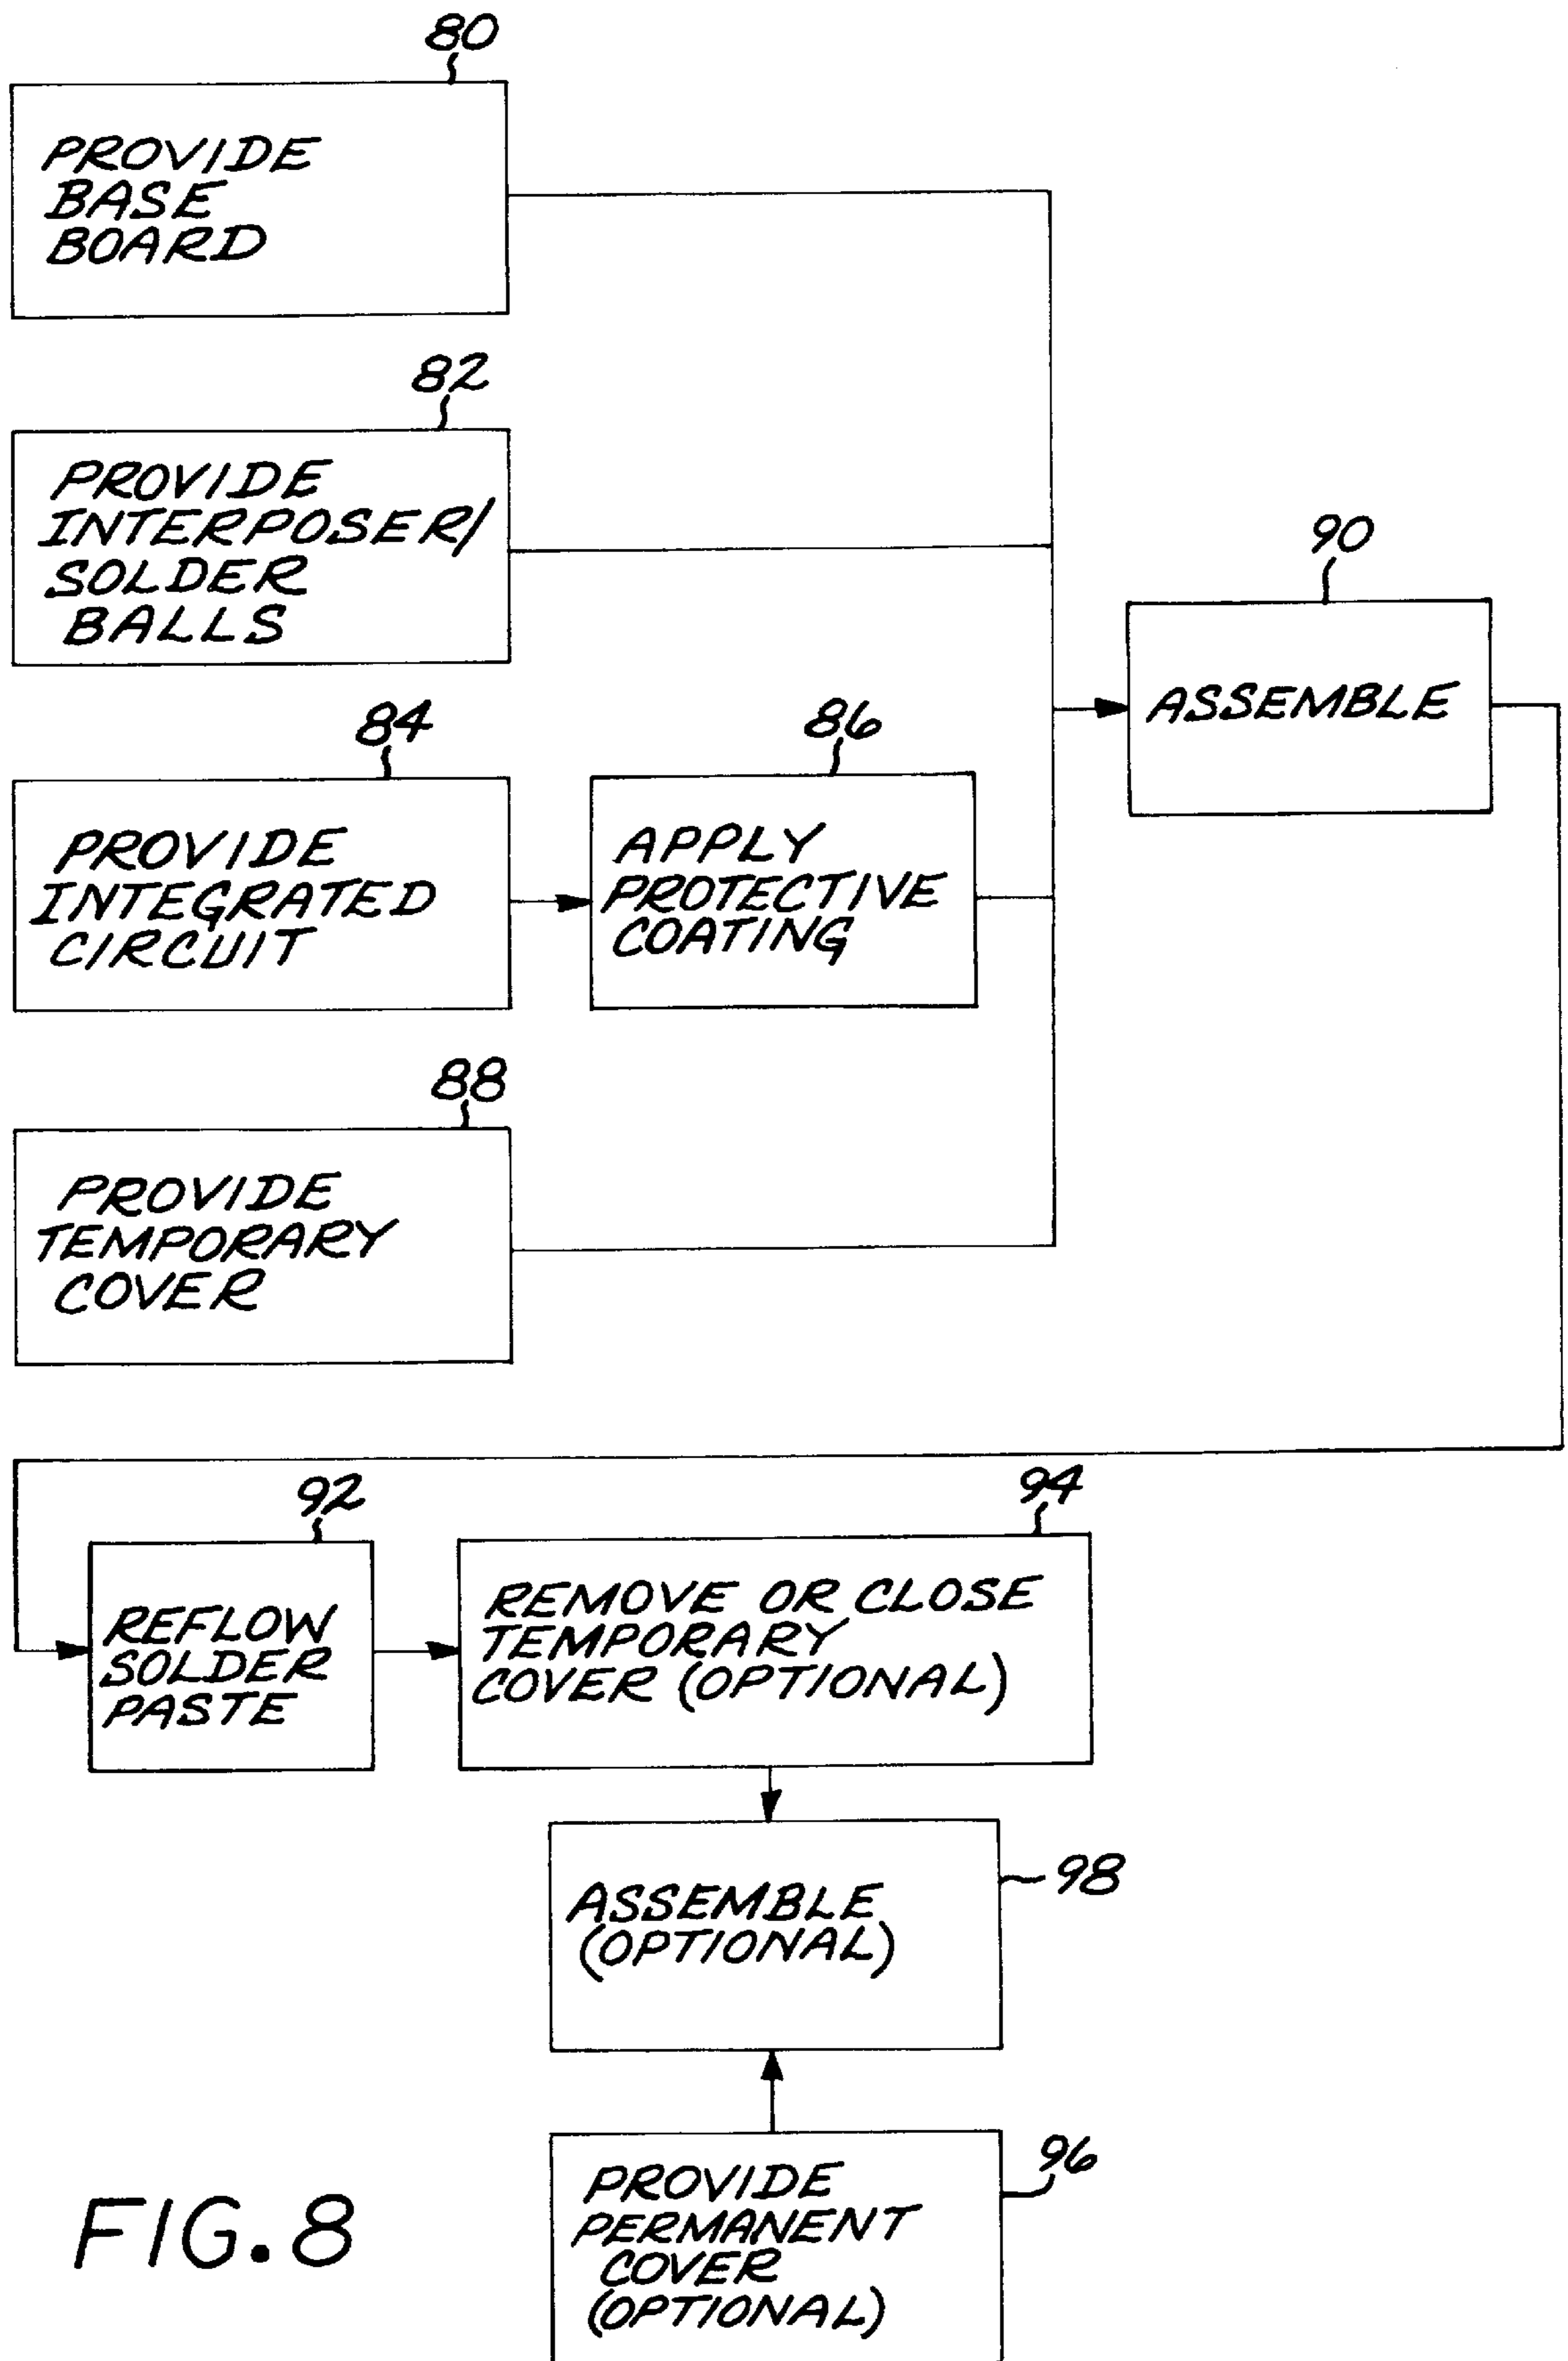 80
PROVIDE
BASE
BOARD
82
PROVIDE
INTERPOSER/
SOLDER
BALLS
90
ASSEMBLE
84
PROVIDE
INTEGRATED
CIRCUIT
86
APPLY
PROTECTIVE
COATING
88
PROVIDE
TEMPORARY
COVER
92
REFLOW
SOLDER
PASTE
94
REMOVE OR CLOSE
TEMPORARY
COVER (OPTIONAL)
98
ASSEMBLE
(OPTIONAL)
96
PROVIDE
PERMANENT
COVER
(OPTIONAL)
FIG. 8